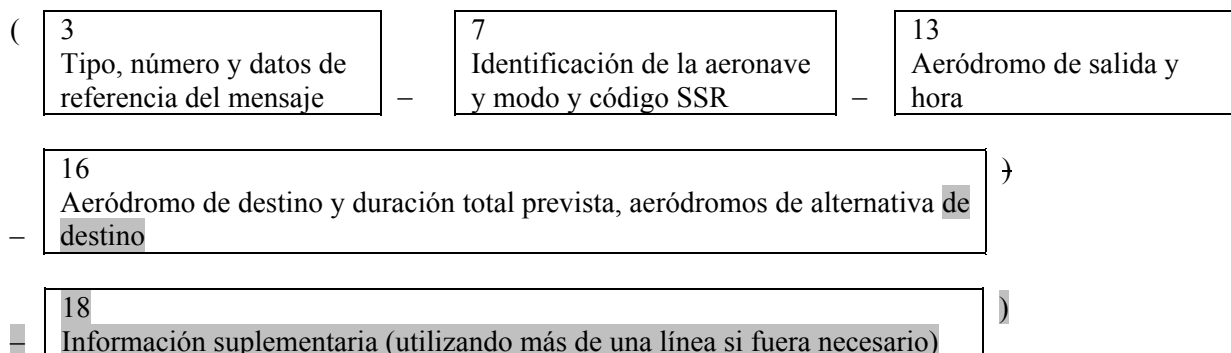 ( 3 7 13
Tipo, número y datos de Identificación de la aeronave Aeródromo de salida y
referencia del mensaje – y modo y código SSR – hora
16 )
Aeródromo de destino y duración total prevista, aeródromos de alternativa de
– destino
18 )
– Información suplementaria (utilizando más de una línea si fuera necesario)